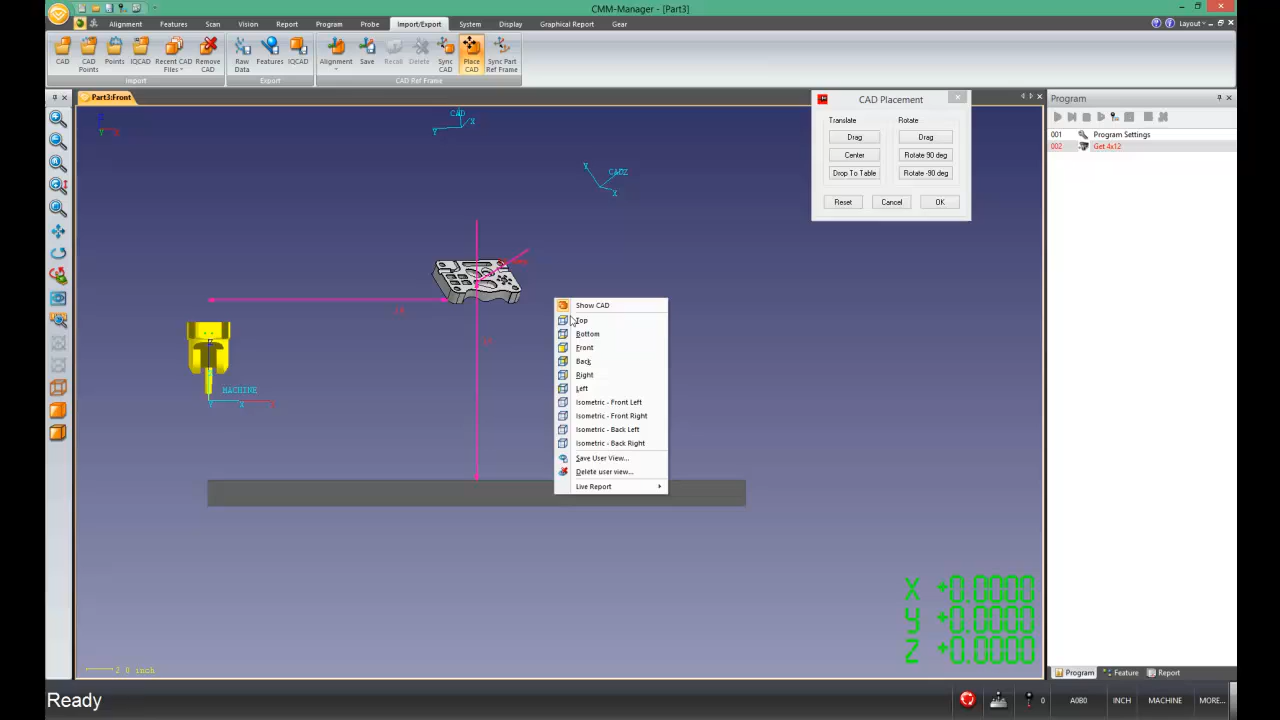 CMM-Manager - [Part3]
Alignment Features Scan Vision Report Program Probe Import/Export System Display Graphical Report Gear
Layout
CAD
CAD Points
Points
IQCAD
Recent CAD Files
Remove CAD
Raw Data
Features
IQCAD
Alignment
Save
Recall
Delete
Sync CAD
Place CAD
Sync Part Ref Frame
Import
Export
CAD Ref Frame
Part3:Front
Z
Y X
CAD
X
Y
Y
CADZ
X
MACHINE
Z
Y X
CAD Placement
Translate
Rotate
Drag
Drag
Center
Rotate 90 deg
Drop To Table
Rotate -90 deg
Reset
Cancel
OK
Show CAD
Top
Bottom
Front
Back
Right
Left
Isometric - Front Left
Isometric - Front Right
Isometric - Back Left
Isometric - Back Right
Save User View...
Delete user view...
Live Report
X +0.0000
Y +0.0000
Z +0.0000
2.0 inch
Program
001 Program Settings
002 Get 4x12
Program Feature Report
Ready
0 A0B0 INCH MACHINE MORE...